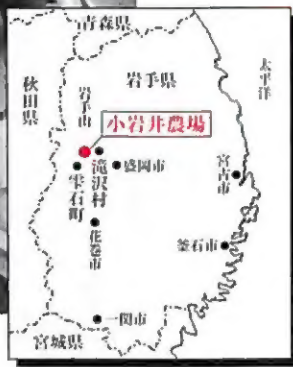 青森県
秋田県
岩手県
太平洋
岩手山
小岩井農場
雫石町
滝沢村
盛岡市
宮古市
花巻市
釜石市
一関市
宮城県